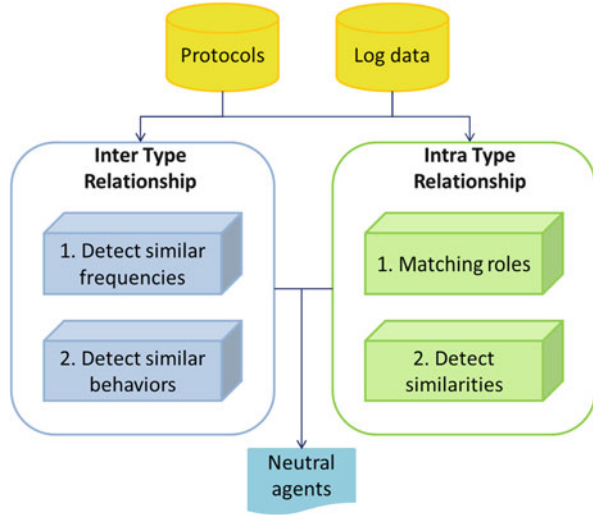 Protocols
Log data
Inter Type
Relationship
1. Detect similar
frequencies
2. Detect similar
behaviors
Intra Type
Relationship
1. Matching roles
2. Detect
similarities
Neutral
agents